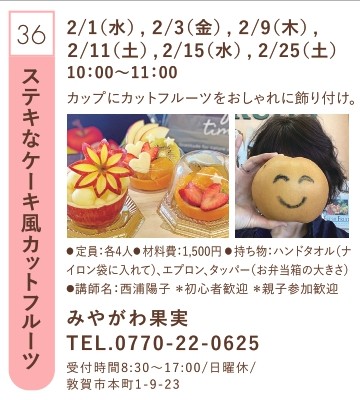 36
ステキなケーキ風カットフルーツ
2/1（水）, 2/3（金）, 2/9（木）,
2/11（土）, 2/15（水）, 2/25（土）
10：00〜11：00
カップにカットフルーツをおしゃれに飾り付け。
●定員：各4人●材料費：1,500円●持ち物：ハンドタオル（ナ
イロン袋に入れて）、エプロン、タッパー（お弁当箱の大きさ）
●講師名：西浦陽子 ＊初心者歓迎 ＊親子参加歓迎
みやがわ果実
TEL.0770-22-0625
受付時間8:30〜17:00/日曜休/
敦賀市本町1-9-23